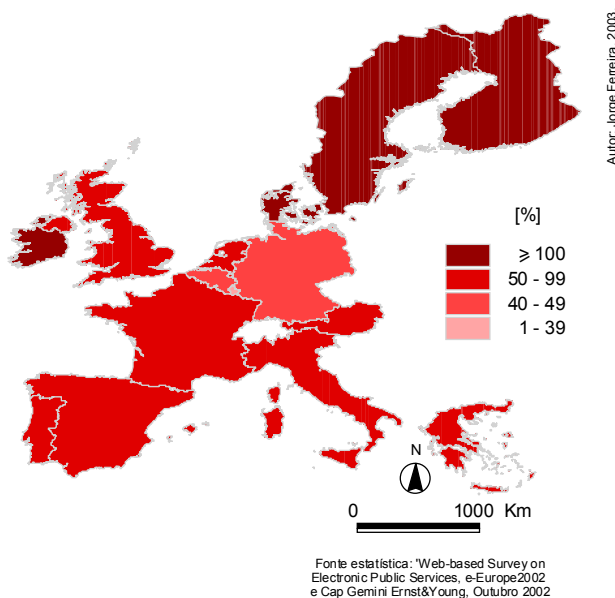 Autor: Jorge Ferreira, 2003
[%]
⩾ 100
50 - 99
40 - 49
1 - 39
N
0 1000 Km
Fonte estatística: "Web-based Survey on
Electronic Public Services, e-Europe2002
e Cap Gemini Ernst&Young, Outubro 2002